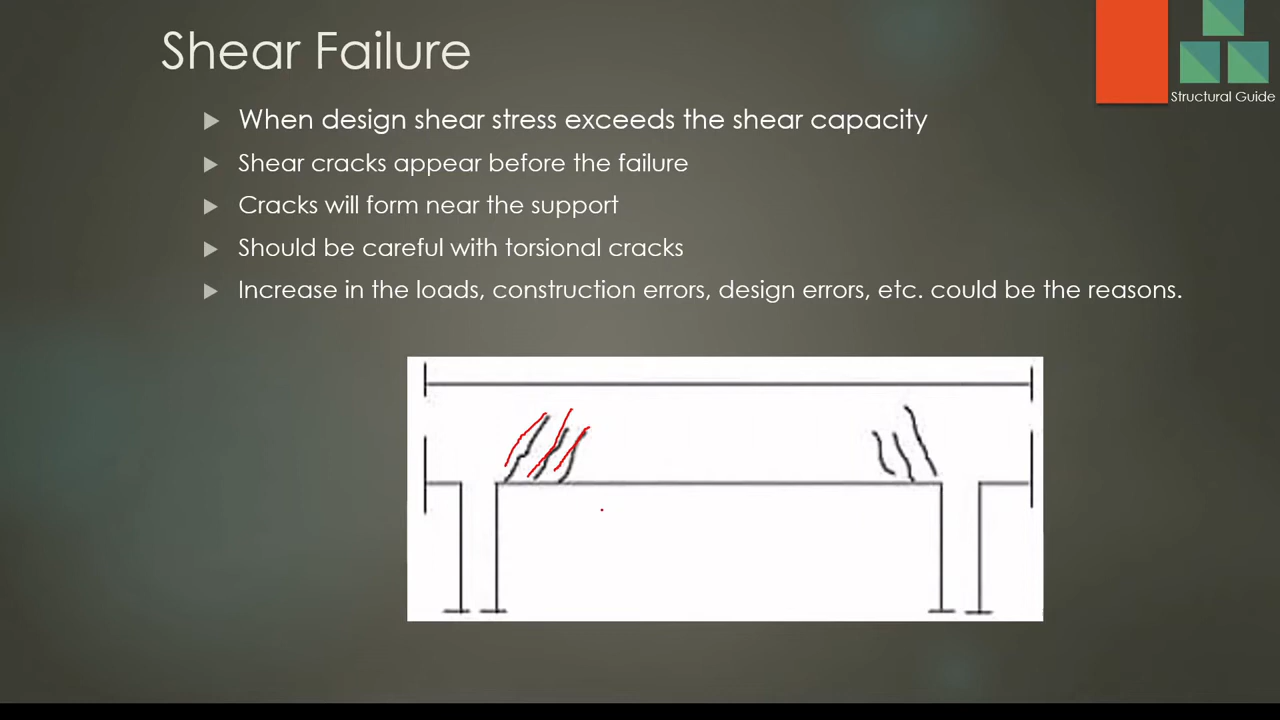 Shear Failure
Structural Guide
When design shear stress exceeds the shear capacity
Shear cracks appear before the failure
Cracks will form near the support
Should be careful with torsional cracks
Increase in the loads, construction errors, design errors, etc. could be the reasons.